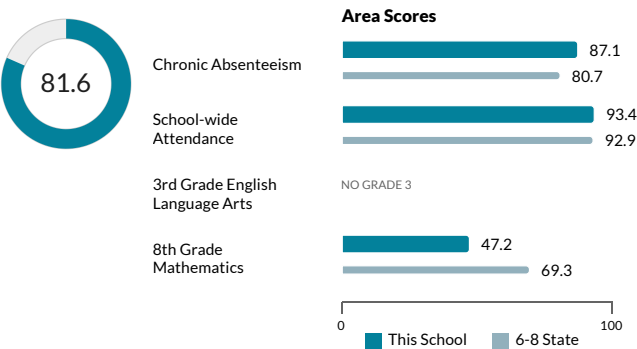 Area Scores
81.6
Chronic Absenteeism
87.1
80.7
School-wide
Attendance
93.4
92.9
3rd Grade English
Language Arts
NO GRADE 3
8th Grade
Mathematics
47.2
69.3
0
100
This School
6-8 State